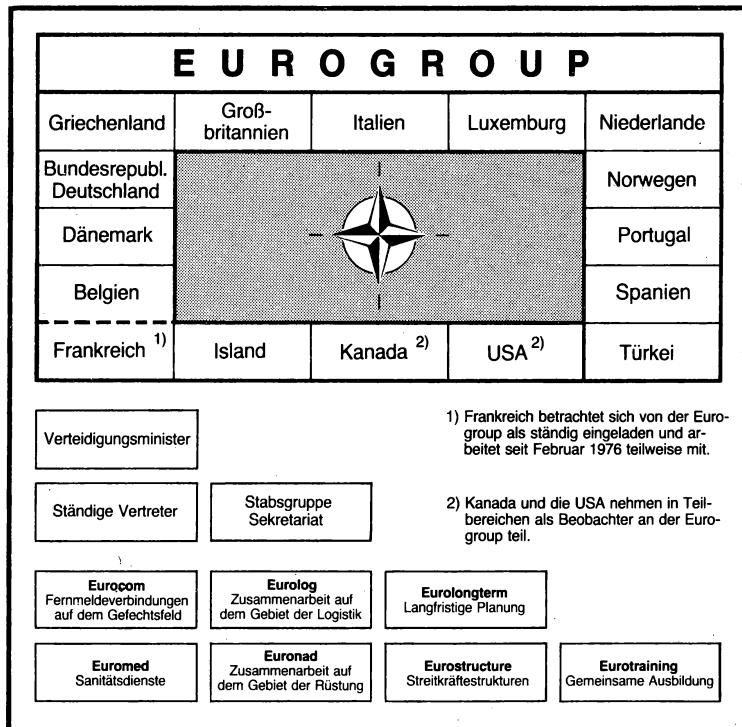 EUROGROUP
Griechenland
Groß-
britannien
Italien
Luxemburg
Niederlande
Bundesrepubl.
Deutschland
Norwegen
Dänemark
Portugal
Belgien
Spanien
Frankreich 1)
Island
Kanada 2)
USA 2)
Türkei
Verteidigungsminister
1) Frankreich betrachtet sich von der Euro-
group als ständig eingeladen und ar-
beitet seit Februar 1976 teilweise mit.
Ständige Vertreter
Stabsgruppe
Sekretariat
2) Kanada und die USA nehmen in Teil-
bereichen als Beobachter an der Euro-
group teil.
Eurocom
Fernmeldeverbindungen
auf dem Gefechtsfeld
Eurolog
Zusammenarbeit auf
dem Gebiet der Logistik
Eurolongterm
Langfristige Planung
Euromed
Sanitätsdienste
Euronad
Zusammenarbeit auf
dem Gebiet der Rüstung
Eurostructure
Streitkräftestrukturen
Eurotraining
Gemeinsame Ausbildung